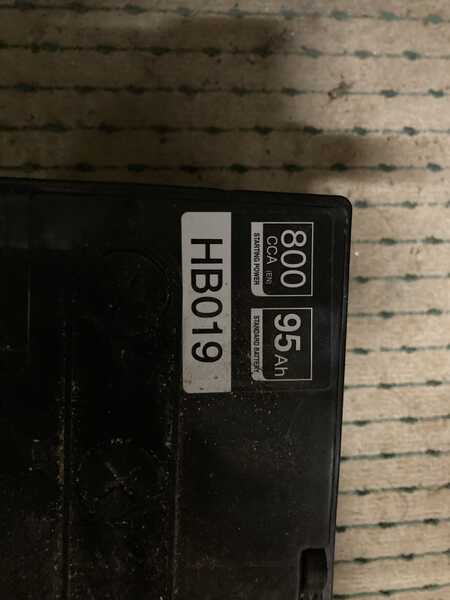 800
CCA (EN)
STARTING POWER
95 Ah
STANDARD BATTERY
HB019